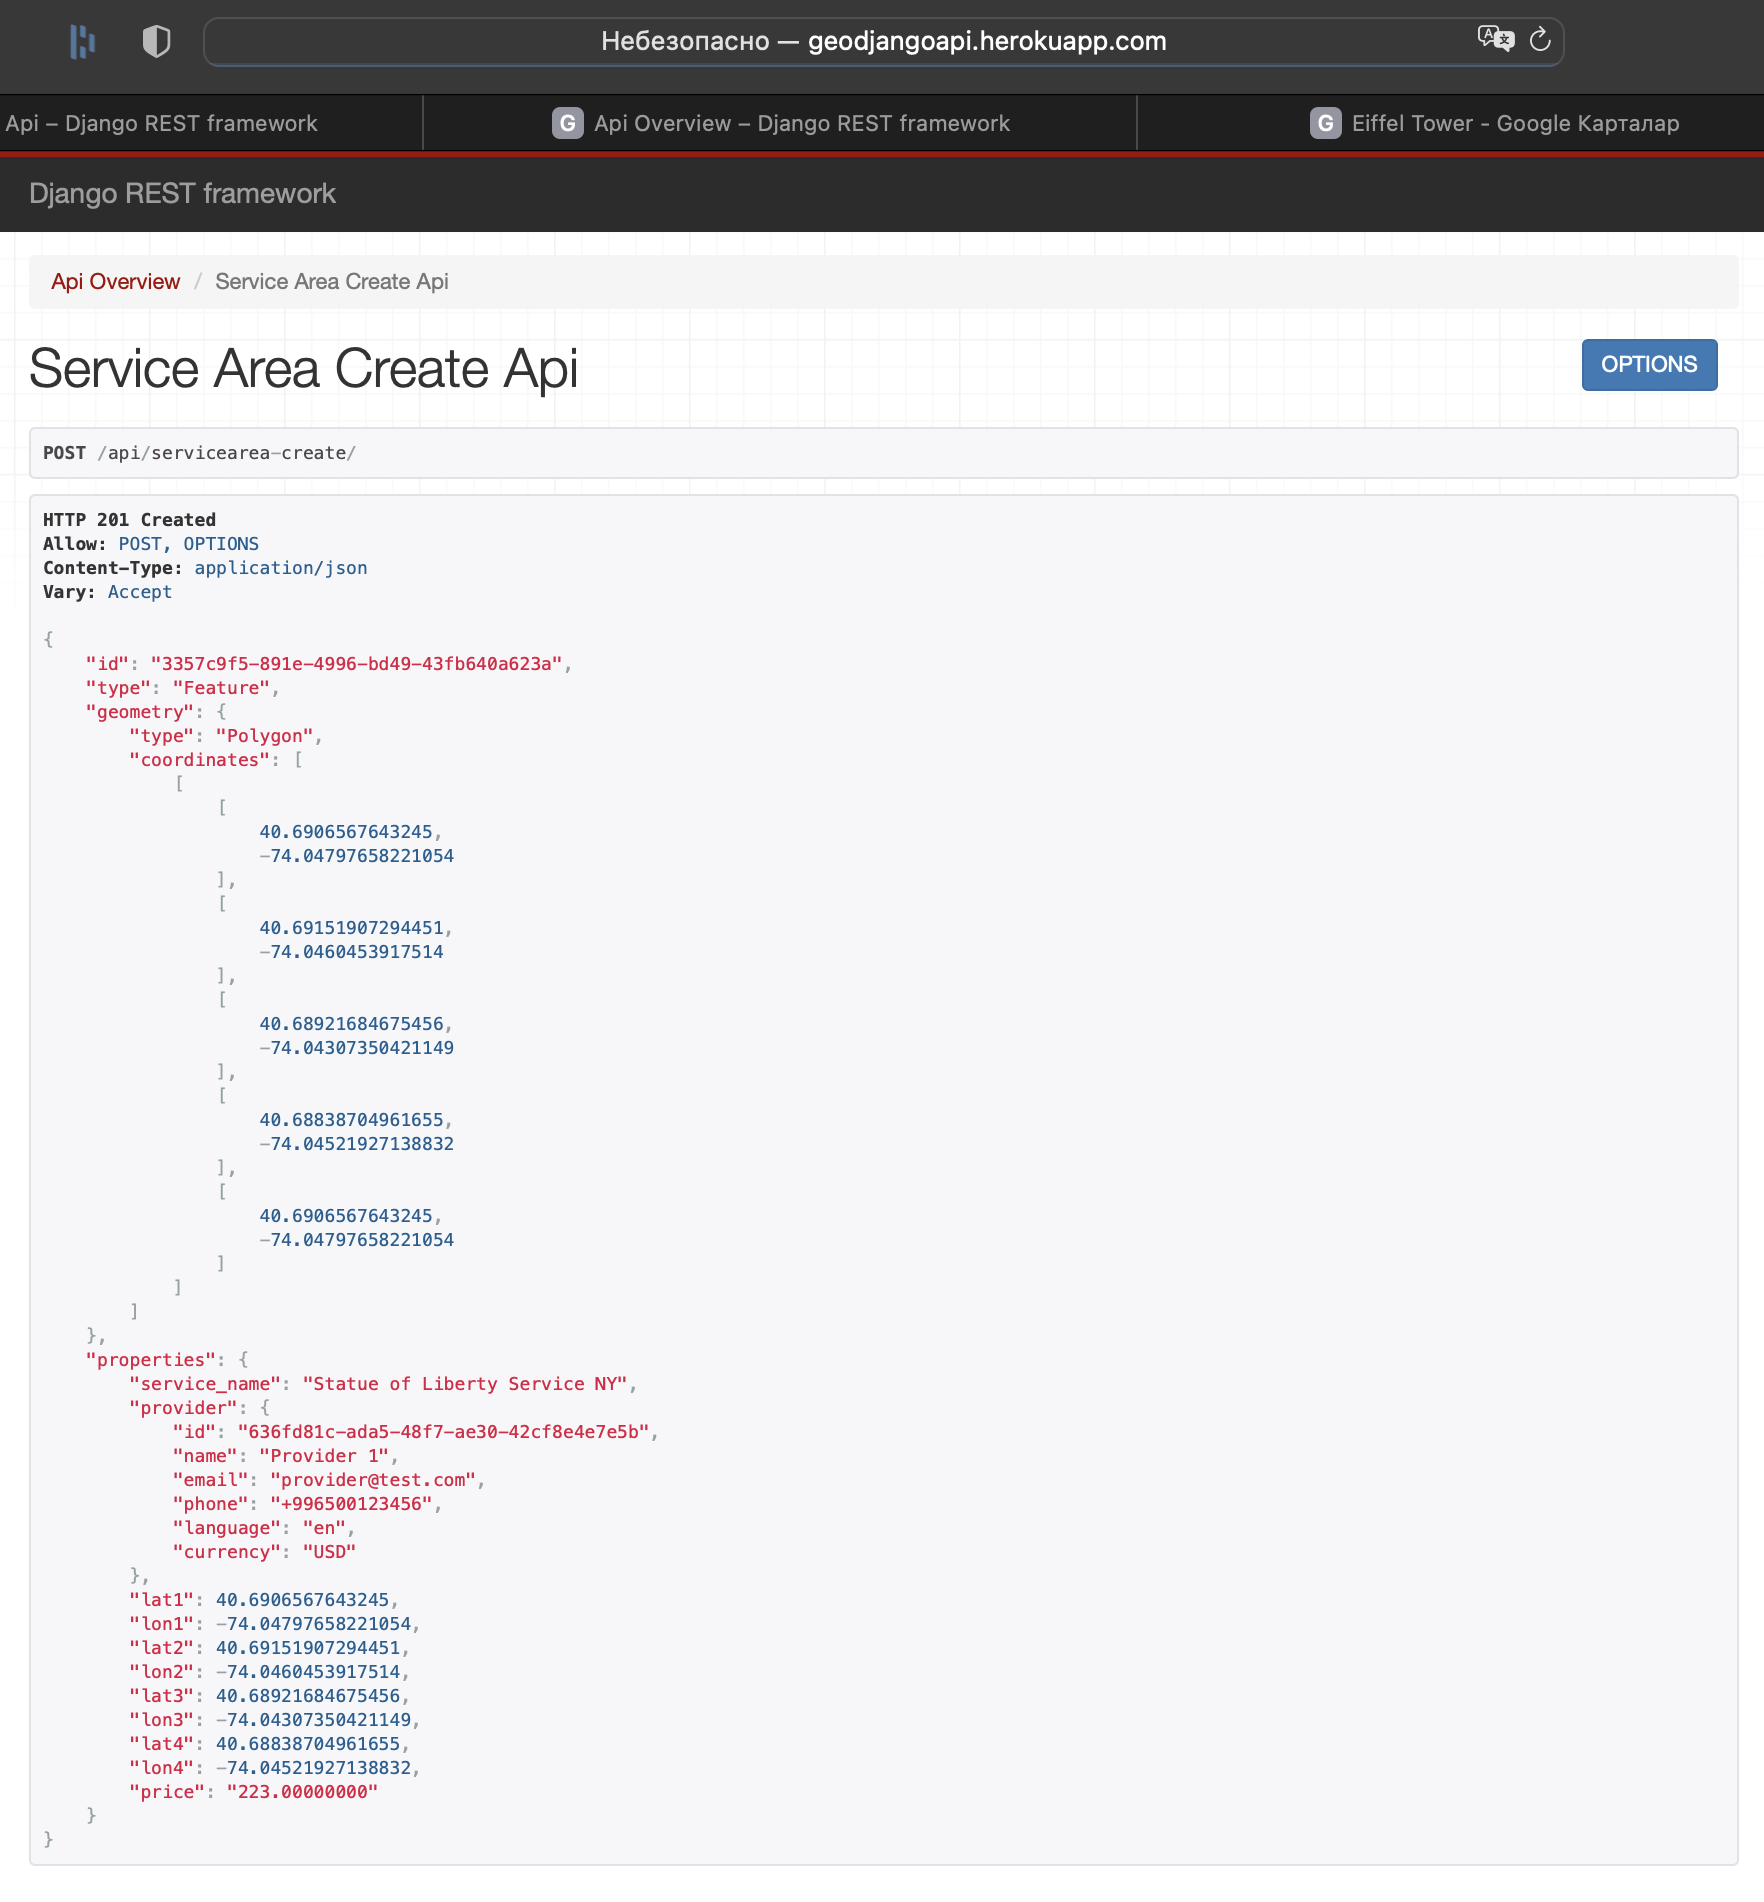 Небезопасно — geodjangoapi.herokuapp.com
Api – Django REST framework
G Api Overview – Django REST framework
G Eiffel Tower - Google Карталар
Django REST framework
Api Overview / Service Area Create Api
Service Area Create Api
OPTIONS
POST /api/servicearea-create/
HTTP 201 Created
Allow: POST, OPTIONS
Content-Type: application/json
Vary: Accept
{
    "id": "3357c9f5-891e-4996-bd49-43fb640a623a",
    "type": "Feature",
    "geometry": {
        "type": "Polygon",
        "coordinates": [
            [
                [
                    40.6906567643245,
                    -74.04797658221054
                ],
                [
                    40.69151907294451,
                    -74.0460453917514
                ],
                [
                    40.68921684675456,
                    -74.04307350421149
                ],
                [
                    40.68838704961655,
                    -74.04521927138832
                ],
                [
                    40.6906567643245,
                    -74.04797658221054
                ]
            ]
        ]
    },
    "properties": {
        "service_name": "Statue of Liberty Service NY",
        "provider": {
            "id": "636fd81c-ada5-48f7-ae30-42cf8e4e7e5b",
            "name": "Provider 1",
            "email": "provider@test.com",
            "phone": "+996500123456",
            "language": "en",
            "currency": "USD"
        },
        "lat1": 40.6906567643245,
        "lon1": -74.04797658221054,
        "lat2": 40.69151907294451,
        "lon2": -74.0460453917514,
        "lat3": 40.68921684675456,
        "lon3": -74.04307350421149,
        "lat4": 40.68838704961655,
        "lon4": -74.04521927138832,
        "price": "223.00000000"
    }
}